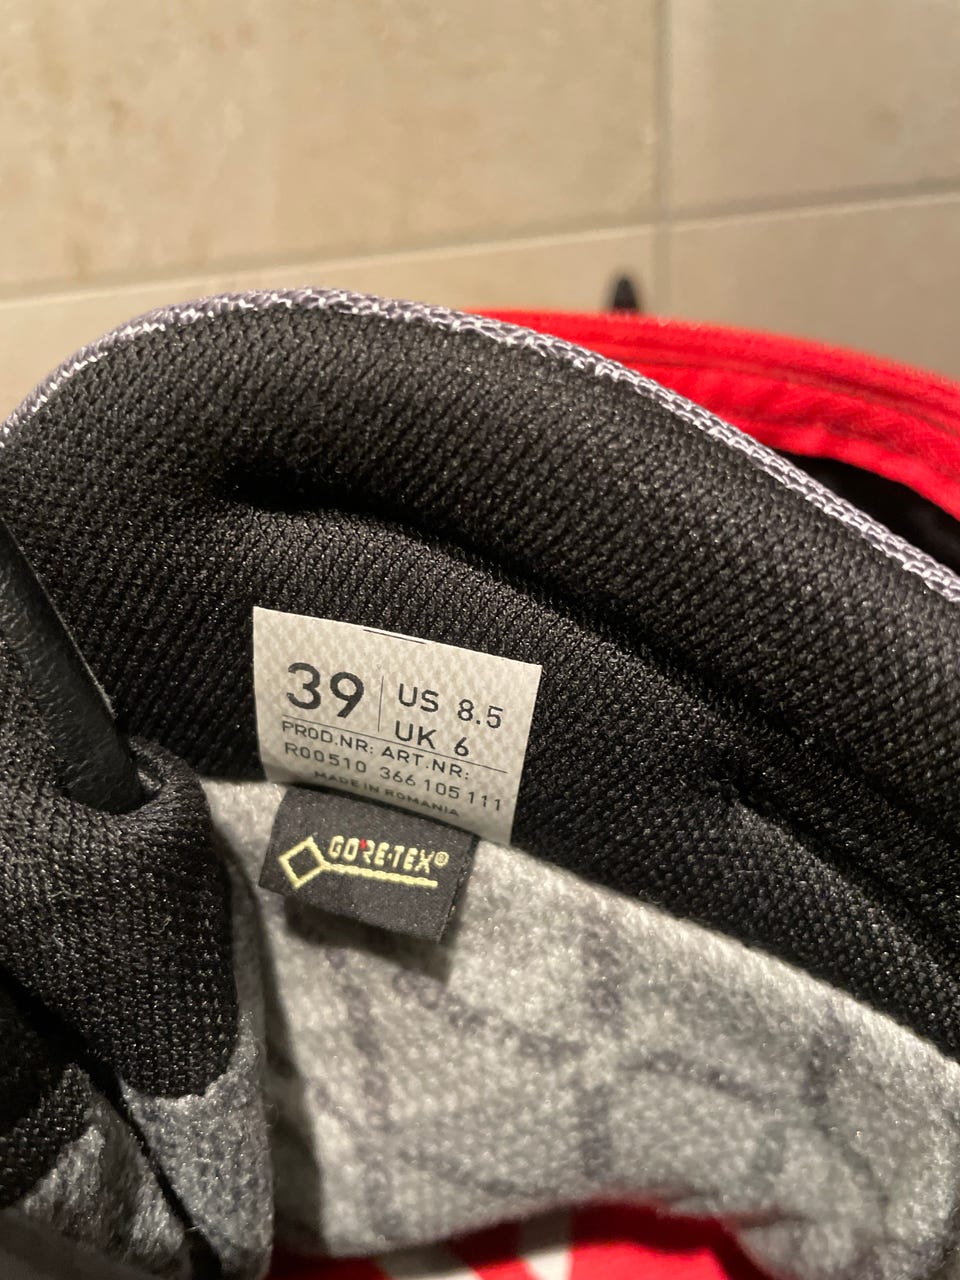 39 US 8.5
UK 6
PROD.NR: ART.NR:
R00510 366 105 111
MADE IN ROMANIA
GORE-TEX®